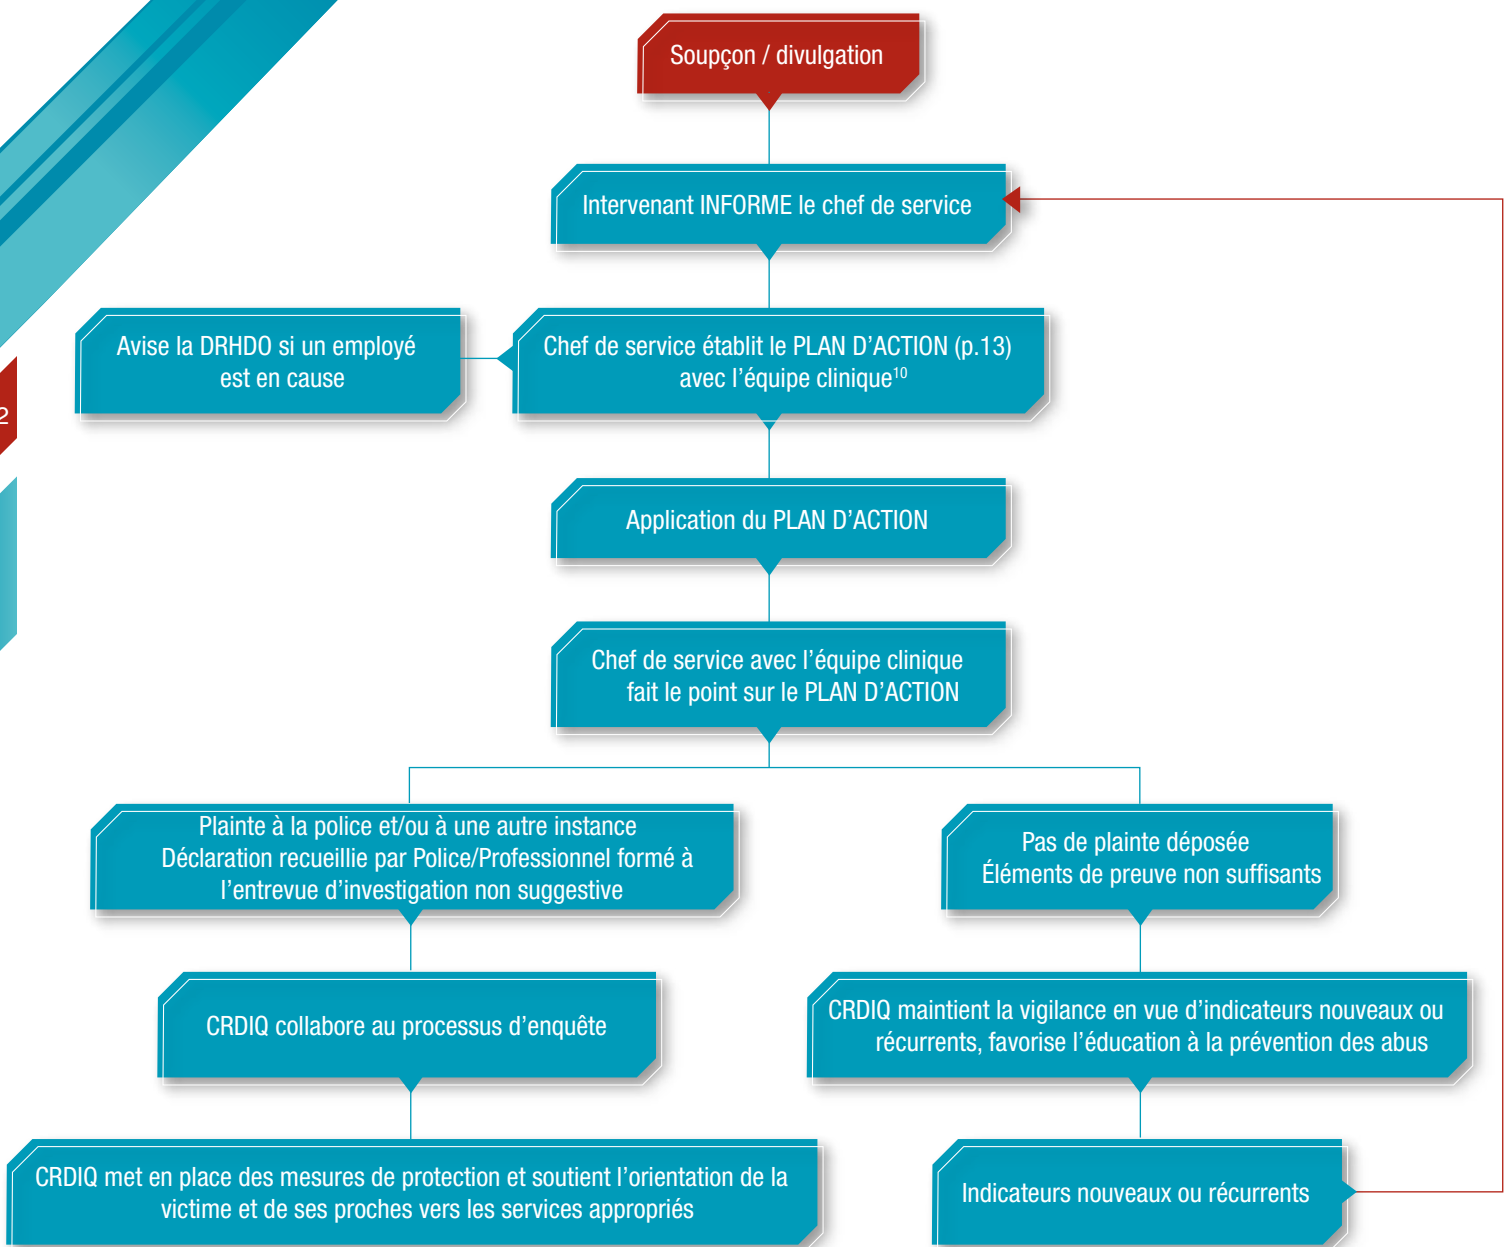 Soupçon / divulgation
Intervenant INFORME le chef de service
Avise la DRHDO si un employé
est en cause
Chef de service établit le PLAN D’ACTION (p.13)
avec l’équipe clinique10
2
Application du PLAN D’ACTION
Chef de service avec l’équipe clinique
fait le point sur le PLAN D’ACTION
Plainte à la police et/ou à une autre instance
Déclaration recueillie par Police/Professionnel formé à
l’entrevue d’investigation non suggestive
Pas de plainte déposée
Éléments de preuve non suffisants
CRDIQ collabore au processus d’enquête
CRDIQ maintient la vigilance en vue d’indicateurs nouveaux ou
récurrents, favorise l’éducation à la prévention des abus
CRDIQ met en place des mesures de protection et soutient l’orientation de la
victime et de ses proches vers les services appropriés
Indicateurs nouveaux ou récurrents